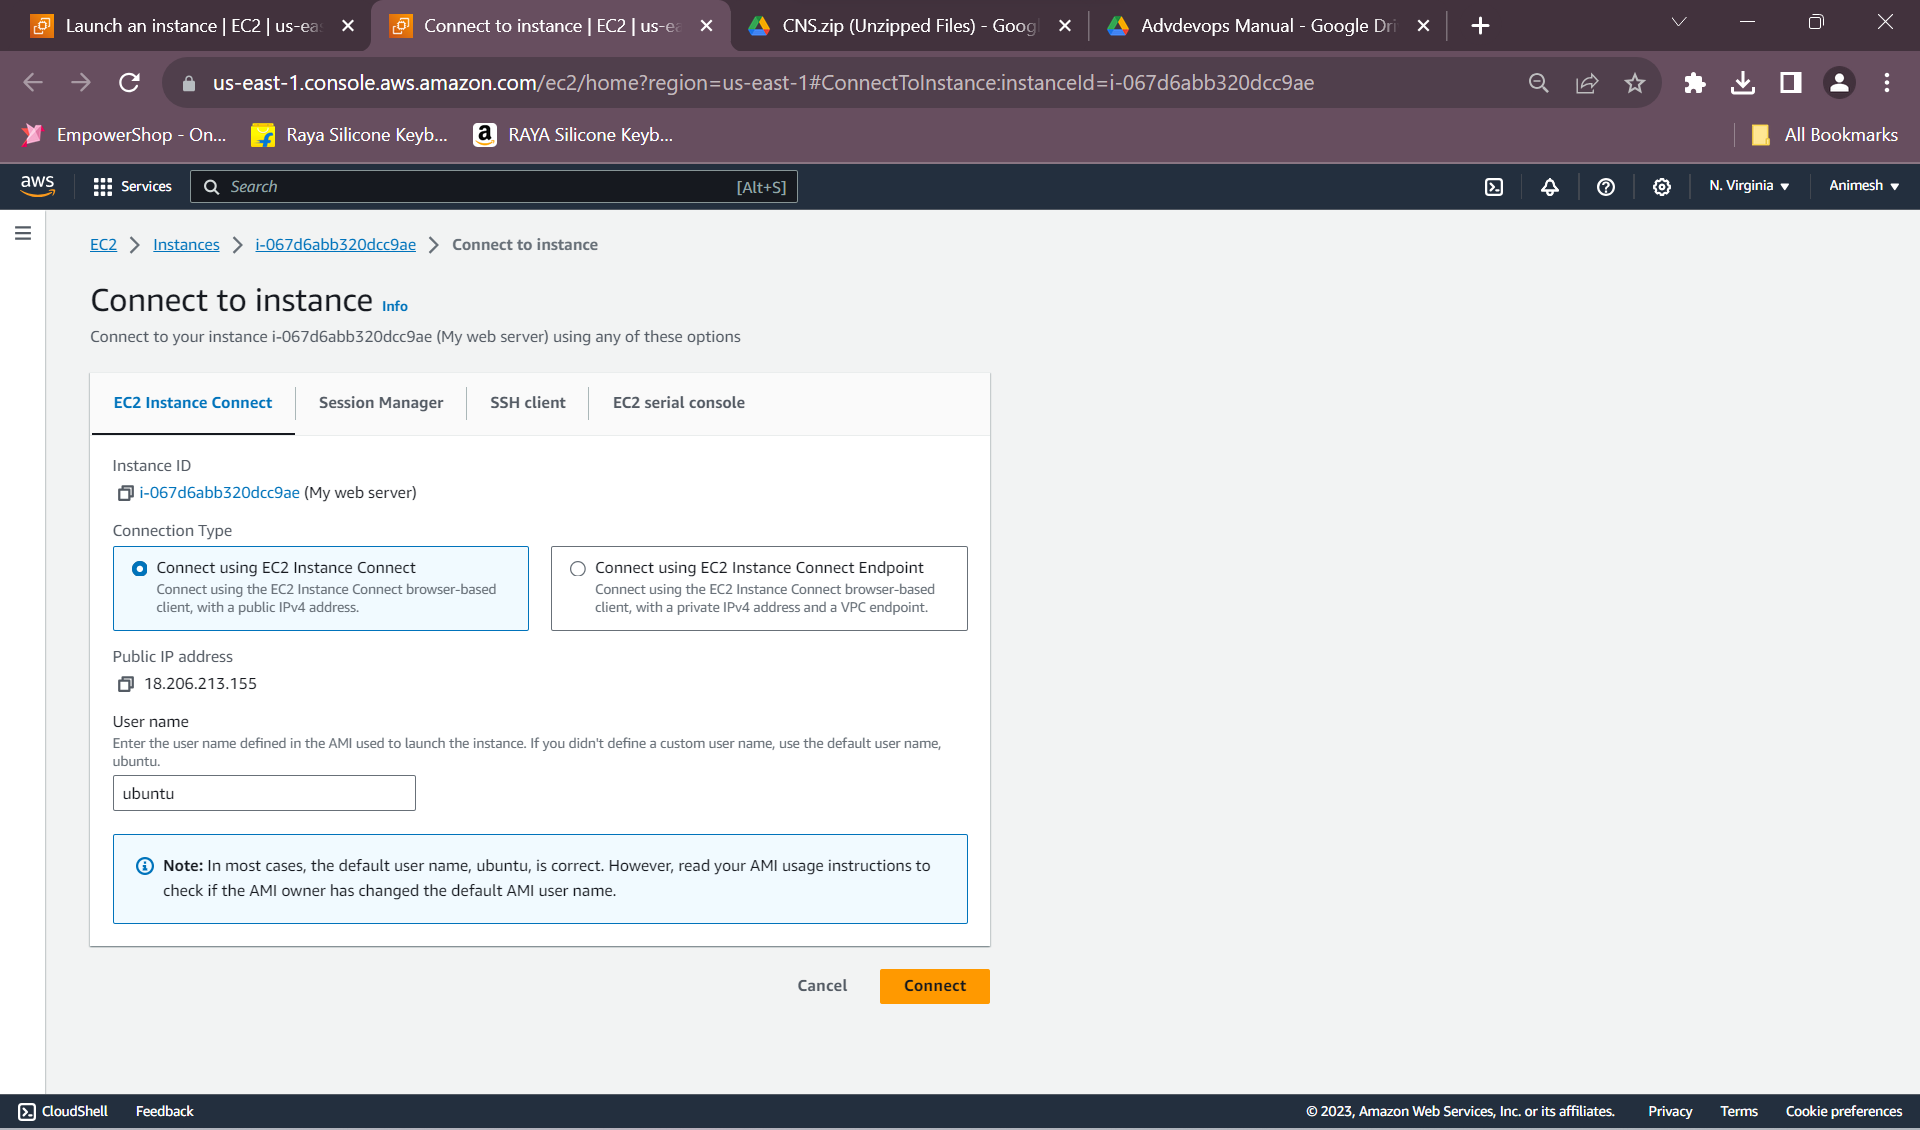 Launch an instance | EC2 | us-ea
Connect to instance | EC2 | us-ea
CNS.zip (Unzipped Files) - Goog
Advdevops Manual - Google Dri
us-east-1.console.aws.amazon.com/ec2/home?region=us-east-1#ConnectToInstance:instanceId=i-067d6abb320dcc9ae
EmpowerShop - On...
Raya Silicone Keyb...
RAYA Silicone Keyb...
All Bookmarks
aws
Services
Search
[Alt+S]
N. Virginia
Animesh
EC2
Instances
i-067d6abb320dcc9ae
Connect to instance
Connect to instance Info
Connect to your instance i-067d6abb320dcc9ae (My web server) using any of these options
EC2 Instance Connect
Session Manager
SSH client
EC2 serial console
Instance ID
i-067d6abb320dcc9ae (My web server)
Connection Type
Connect using EC2 Instance Connect
Connect using the EC2 Instance Connect browser-based
client, with a public IPv4 address.
Connect using EC2 Instance Connect Endpoint
Connect using the EC2 Instance Connect browser-based
client, with a private IPv4 address and a VPC endpoint.
Public IP address
18.206.213.155
User name
Enter the user name defined in the AMI used to launch the instance. If you didn't define a custom user name, use the default user name,
ubuntu.
ubuntu
Note: In most cases, the default user name, ubuntu, is correct. However, read your AMI usage instructions to
check if the AMI owner has changed the default AMI user name.
Cancel
Connect
CloudShell
Feedback
© 2023, Amazon Web Services, Inc. or its affiliates.
Privacy
Terms
Cookie preferences